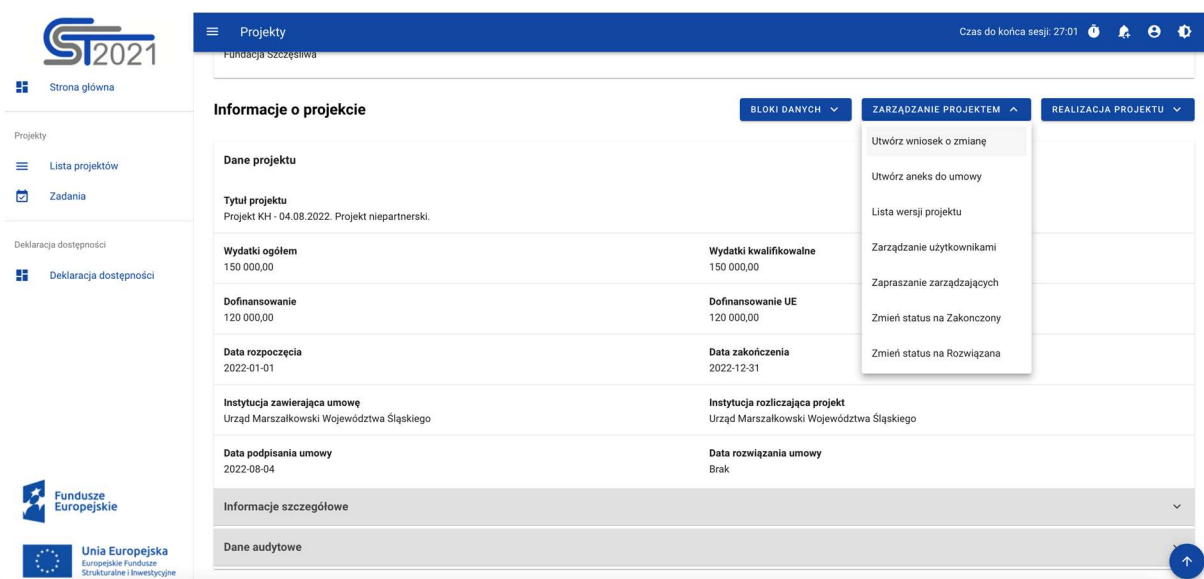 ST2021
Strona główna
Projekty
Lista projektów
Zadania
Deklaracja dostępności
Deklaracja dostępności
Fundusze
Europejskie
Unia Europejska
Europejskie Fundusze
Strukturalne i Inwestycyjne
Projekty
Czas do końca sesji: 27:01
Fundacja Szczęśliwa
Informacje o projekcie
BLOKI DANYCH
ZARZĄDZANIE PROJEKTEM
REALIZACJA PROJEKTU
Utwórz wniosek o zmianę
Utwórz aneks do umowy
Lista wersji projektu
Zarządzanie użytkownikami
Zapraszanie zarządzających
Zmień status na Zakonczony
Zmień status na Rozwiązana
Dane projektu
Tytuł projektu
Projekt KH - 04.08.2022. Projekt niepartnerski.
Wydatki ogółem
150 000,00
Wydatki kwalifikowalne
150 000,00
Dofinansowanie
120 000,00
Dofinansowanie UE
120 000,00
Data rozpoczęcia
2022-01-01
Data zakończenia
2022-12-31
Instytucja zawierająca umowę
Urząd Marszałkowski Województwa Śląskiego
Instytucja rozliczająca projekt
Urząd Marszałkowski Województwa Śląskiego
Data podpisania umowy
2022-08-04
Data rozwiązania umowy
Brak
Informacje szczegółowe
Dane audytowe